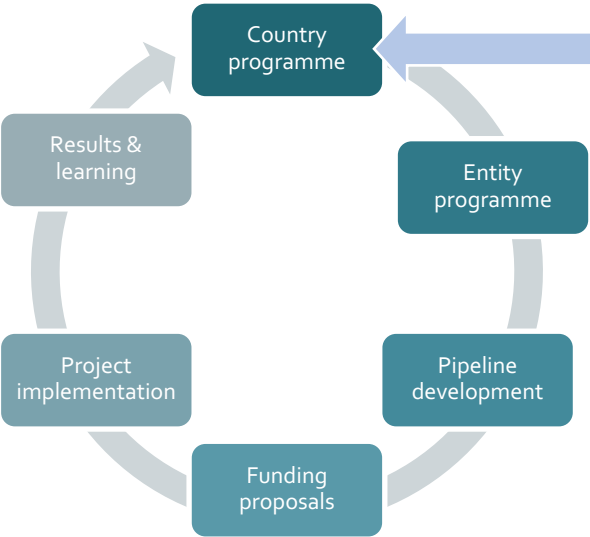 Country
programme
Entity
programme
Pipeline
development
Funding
proposals
Project
implementation
Results &
learning